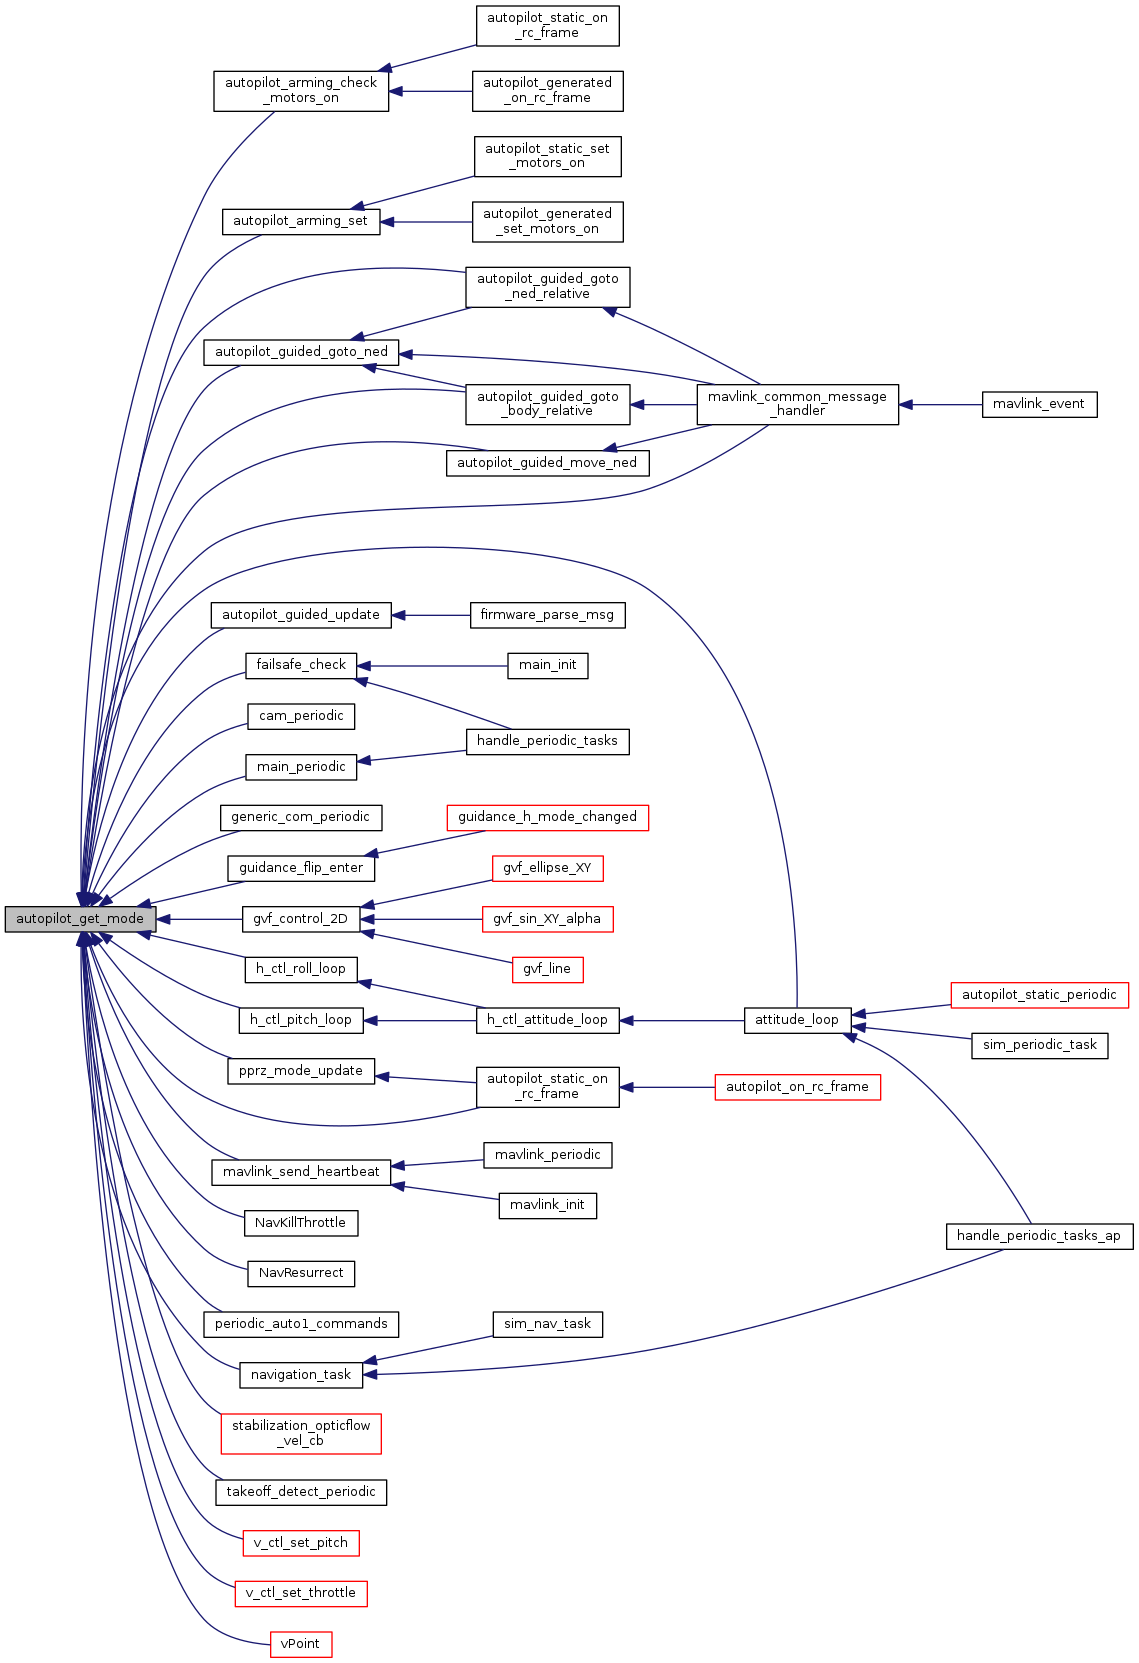 autopilot_static_on
_rc_frame
autopilot_arming_check
_motors_on
autopilot_generated
_on_rc_frame
autopilot_static_set
_motors_on
autopilot_arming_set
autopilot_generated
_set_motors_on
autopilot_guided_goto
_ned_relative
autopilot_guided_goto_ned
autopilot_guided_goto
_body_relative
mavlink_common_message
_handler
mavlink_event
autopilot_guided_move_ned
autopilot_guided_update
firmware_parse_msg
failsafe_check
main_init
cam_periodic
handle_periodic_tasks
main_periodic
generic_com_periodic
guidance_h_mode_changed
guidance_flip_enter
gvf_ellipse_XY
autopilot_get_mode
gvf_control_2D
gvf_sin_XY_alpha
h_ctl_roll_loop
gvf_line
autopilot_static_periodic
h_ctl_pitch_loop
h_ctl_attitude_loop
attitude_loop
sim_periodic_task
pprz_mode_update
autopilot_static_on
_rc_frame
autopilot_on_rc_frame
mavlink_send_heartbeat
mavlink_periodic
mavlink_init
NavKillThrottle
handle_periodic_tasks_ap
NavResurrect
periodic_auto1_commands
sim_nav_task
navigation_task
stabilization_opticflow
_vel_cb
takeoff_detect_periodic
v_ctl_set_pitch
v_ctl_set_throttle
vPoint